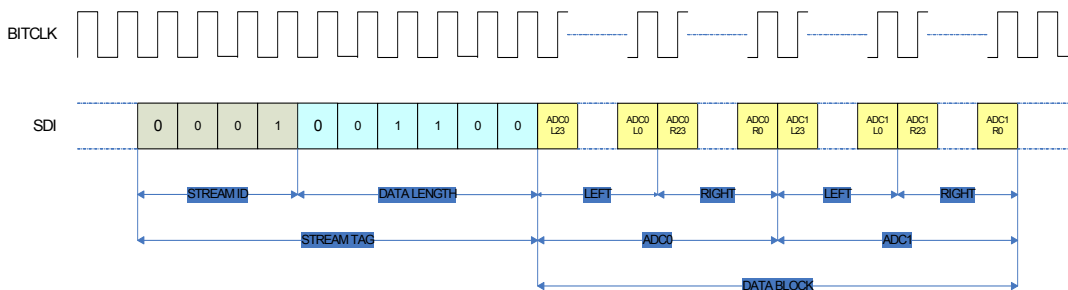 BITCLK
SDI
0 0 0 1 0 0 1 1 0 0
ADC0 L23
ADC0 L0
ADC0 R23
ADC0 R0
ADC1 L23
ADC1 L0
ADC1 R23
ADC1 R0
STREAM ID DATA LENGTH LEFT RIGHT LEFT RIGHT
STREAM TAG ADC0 ADC1
DATA BLOCK